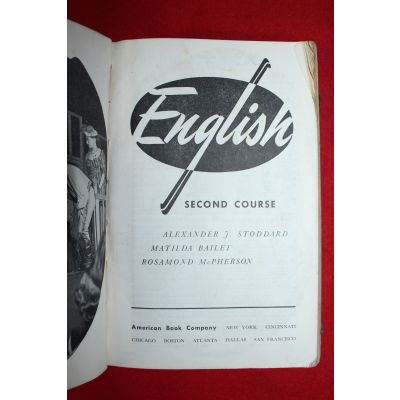 English
SECOND COURSE
ALEXANDER J. STODDARD
MATILDA BAILEY
ROSAMOND McPHERSON
American Book Company NEW YORK CINCINNATI
CHICAGO BOSTON ATLANTA DALLAS SAN FRANCISCO